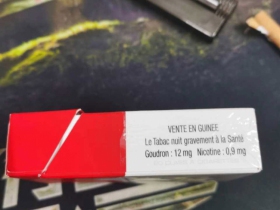 VENTE EN GUINEE
Le Tabac nuit gravement à la Santé
Goudron : 12 mg Nicotine : 0,9 mg